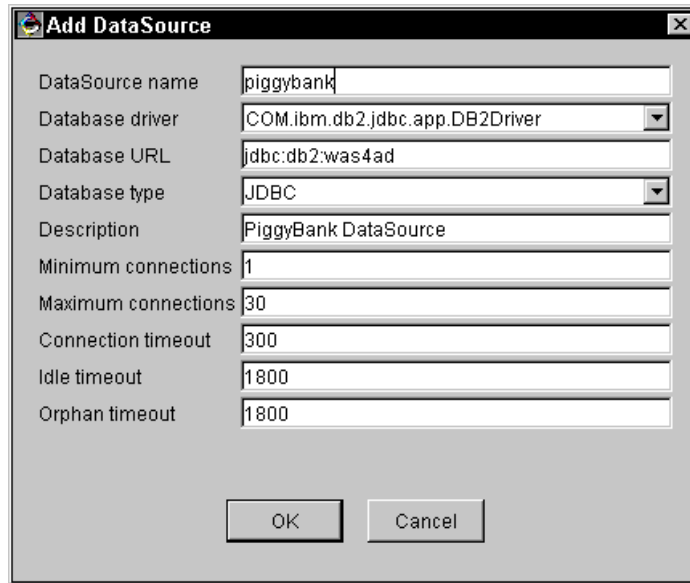 Add DataSource
DataSource name piggybank
Database driver COM.ibm.db2.jdbc.app.DB2Driver
Database URL jdbc:db2:was4ad
Database type JDBC
Description PiggyBank DataSource
Minimum connections 1
Maximum connections 30
Connection timeout 300
Idle timeout 1800
Orphan timeout 1800
OK Cancel